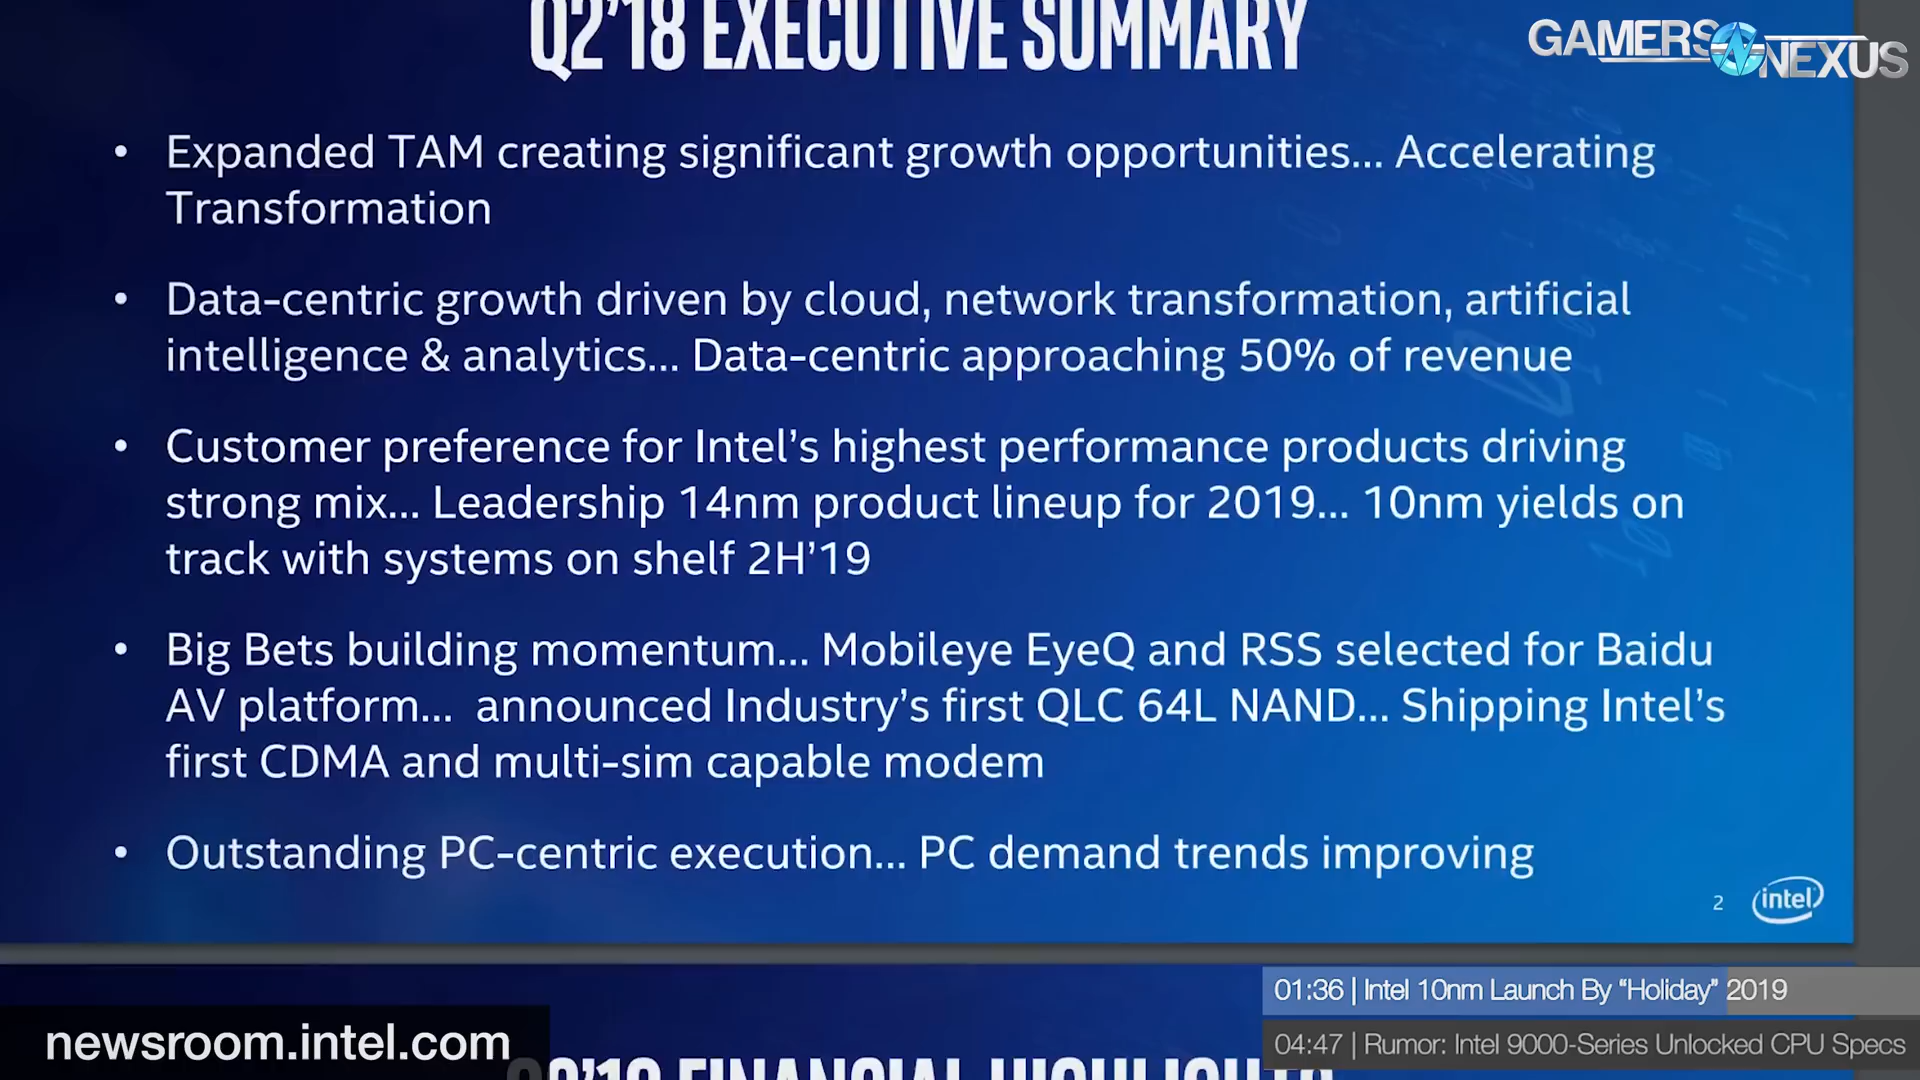 Q2’18 EXECUTIVE SUMMARY
GAMERS NEXUS
• Expanded TAM creating significant growth opportunities... Accelerating
Transformation
• Data-centric growth driven by cloud, network transformation, artificial
intelligence & analytics... Data-centric approaching 50% of revenue
• Customer preference for Intel’s highest performance products driving
strong mix... Leadership 14nm product lineup for 2019... 10nm yields on
track with systems on shelf 2H’19
• Big Bets building momentum... Mobileye EyeQ and RSS selected for Baidu
AV platform... announced Industry’s first QLC 64L NAND... Shipping Intel’s
first CDMA and multi-sim capable modem
• Outstanding PC-centric execution... PC demand trends improving
2
intel
01:36 | Intel 10nm Launch By “Holiday” 2019
04:47 | Rumor: Intel 9000-Series Unlocked CPU Specs
newsroom.intel.com
FINANCIAL HIGHLIGHTS